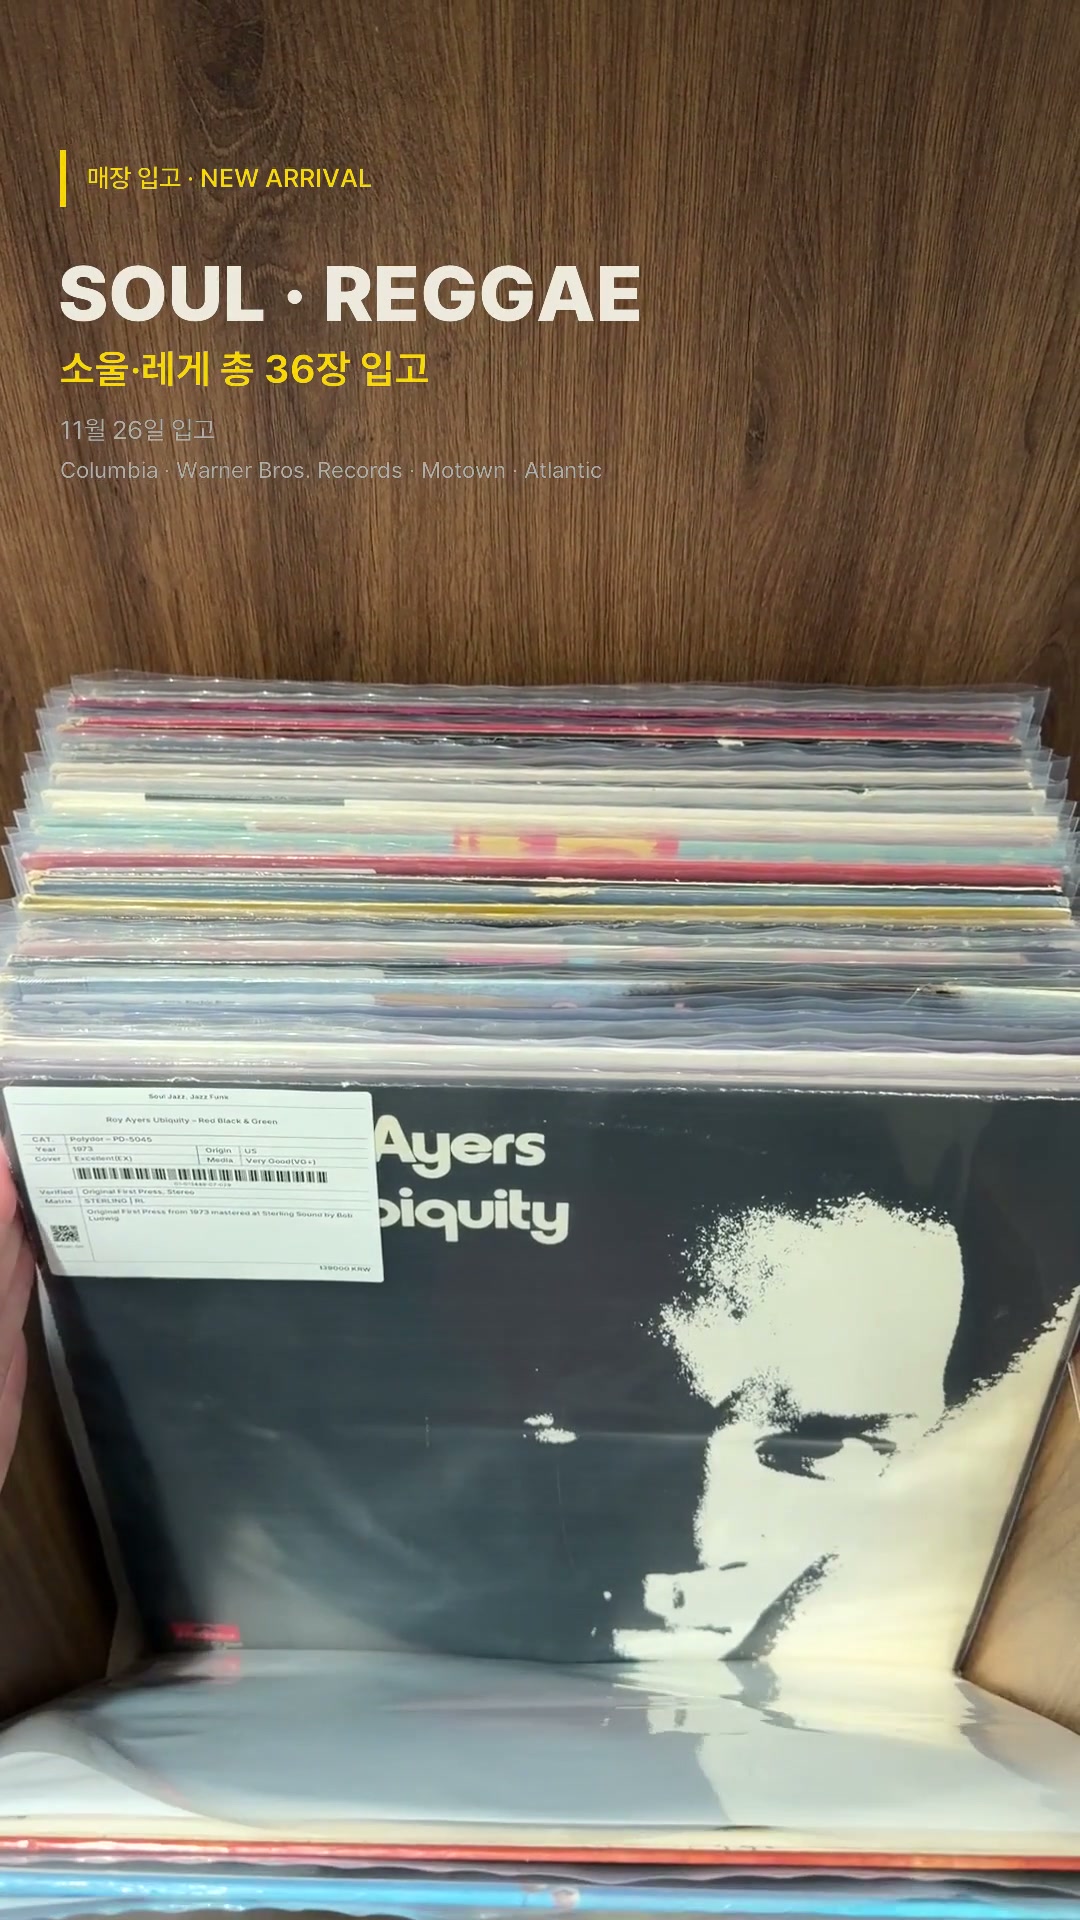 매장 입고 · NEW ARRIVAL
SOUL · REGGAE
소울·레게 총 36장 입고
11월 26일 입고
Columbia · Warner Bros. Records · Motown · Atlantic
Soul Jazz, Jazz Funk
Roy Ayers Ubiquity – Red Black & Green
CAT. Polydor – PD-5045
Year 1973 Origin US
Cover Excellent(EX) Media Very Good(VG+)
Verified Original First Press, Stereo
Matrix STERLING | RL
Original First Press from 1973 mastered at Sterling Sound by Bob
Ludwig
139000 KRW
Ayers
biquity